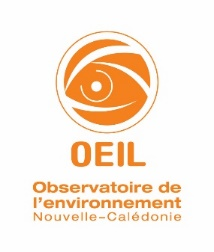 OEIL
Observatoire de
l'environnement
Nouvelle-Calédonie